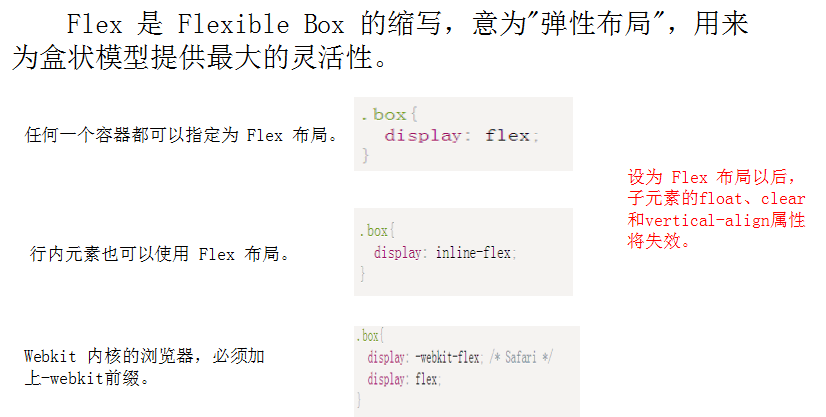 Flex 是 Flexible Box 的缩写，意为"弹性布局"，用来
为盒状模型提供最大的灵活性。
任何一个容器都可以指定为 Flex 布局。
.box{
display: flex;
}
设为 Flex 布局以后，
子元素的float、clear
和vertical-align属性
将失效。
行内元素也可以使用 Flex 布局。
.box{
display: inline-flex;
}
Webkit 内核的浏览器，必须加
上-webkit前缀。
.box{
display: -webkit-flex; /* Safari */
display: flex;
}